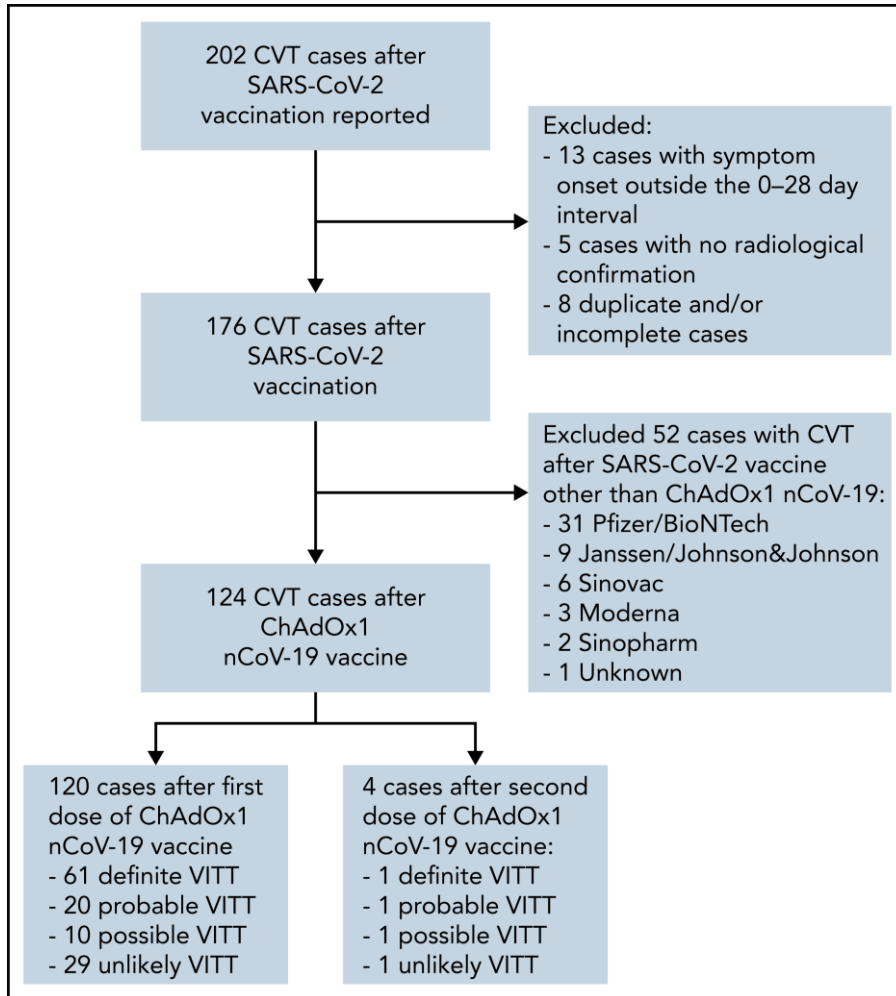 202 CVT cases after
SARS-CoV-2
vaccination reported
Excluded:
- 13 cases with symptom
onset outside the 0–28 day
interval
- 5 cases with no radiological
confirmation
- 8 duplicate and/or
incomplete cases
176 CVT cases after
SARS-CoV-2
vaccination
Excluded 52 cases with CVT
after SARS-CoV-2 vaccine
other than ChAdOx1 nCoV-19:
- 31 Pfizer/BioNTech
- 9 Janssen/Johnson&Johnson
- 6 Sinovac
- 3 Moderna
- 2 Sinopharm
- 1 Unknown
124 CVT cases after
ChAdOx1
nCoV-19 vaccine
120 cases after first
dose of ChAdOx1
nCoV-19 vaccine
- 61 definite VITT
- 20 probable VITT
- 10 possible VITT
- 29 unlikely VITT
4 cases after second
dose of ChAdOx1
nCoV-19 vaccine:
- 1 definite VITT
- 1 probable VITT
- 1 possible VITT
- 1 unlikely VITT